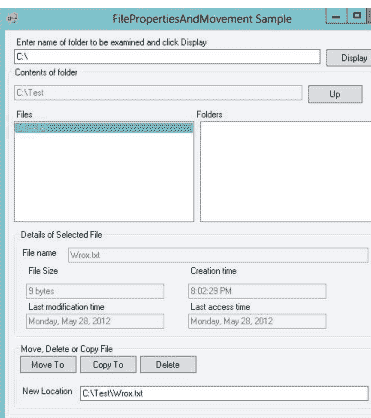 FilePropertiesAndMovement Sample
Enter name of folder to be examined and click Display
C:\
Display
Contents of folder
C:\Test
Up
Files
Folders
Details of Selected File
File name
Wrox.txt
File Size
Creation time
9 bytes
8:02:29 PM
Last modification time
Last access time
Monday, May 28, 2012
Monday, May 28, 2012
Move, Delete or Copy File
Move To
Copy To
Delete
New Location
C:\Test\Wrox.txt